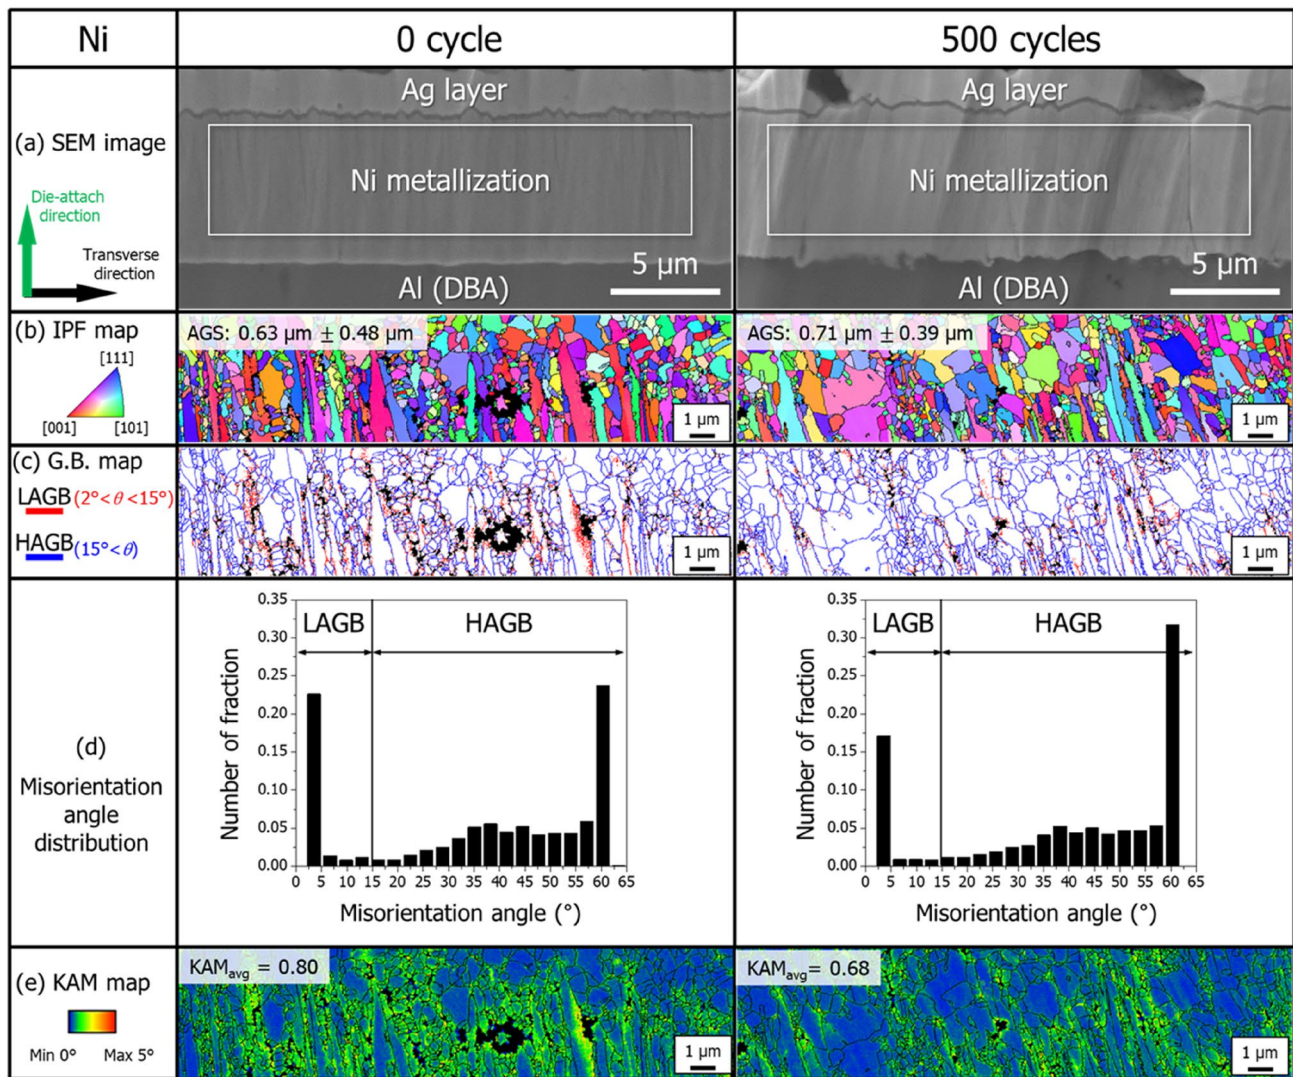 Ni
0 cycle
500 cycles
(a) SEM image
Die-attach
direction
Transverse
direction
Ag layer
Ni metallization
5 μm
Al (DBA)
Ag layer
Ni metallization
5 μm
Al (DBA)
(b) IPF map
[111]
[001] [101]
AGS: 0.63 μm ± 0.48 μm
1 μm
AGS: 0.71 μm ± 0.39 μm
1 μm
(c) G.B. map
LAGB (2°< θ <15°)
HAGB (15°< θ)
1 μm
1 μm
(d)
Misorientation
angle
distribution
Number of fraction
0.35
0.30
0.25
0.20
0.15
0.10
0.05
0.00
LAGB
HAGB
0 5 10 15 20 25 30 35 40 45 50 55 60 65
Misorientation angle (°)
Number of fraction
0.35
0.30
0.25
0.20
0.15
0.10
0.05
0.00
LAGB
HAGB
0 5 10 15 20 25 30 35 40 45 50 55 60 65
Misorientation angle (°)
(e) KAM map
Min 0° Max 5°
KAMavg = 0.80
1 μm
KAMavg = 0.68
1 μm